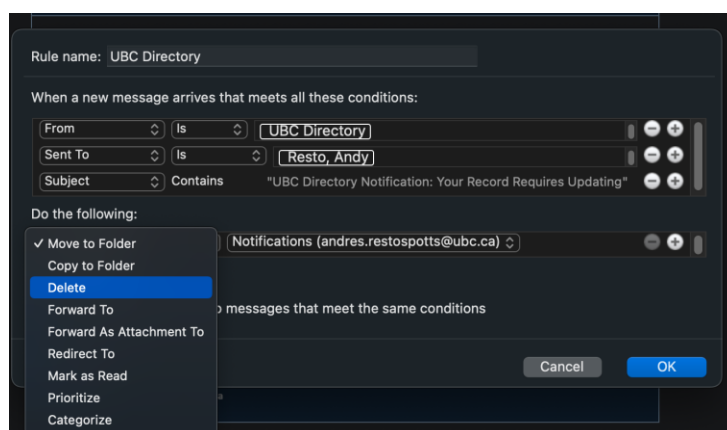 Rule name: UBC Directory
When a new message arrives that meets all these conditions:
From Is UBC Directory
Sent To Is Resto, Andy
Subject Contains "UBC Directory Notification: Your Record Requires Updating"
Do the following:
✓ Move to Folder Notifications (andres.restospotts@ubc.ca)
Copy to Folder
Delete
Forward To messages that meet the same conditions
Forward As Attachment To
Redirect To
Mark as Read Cancel OK
Prioritize
Categorize